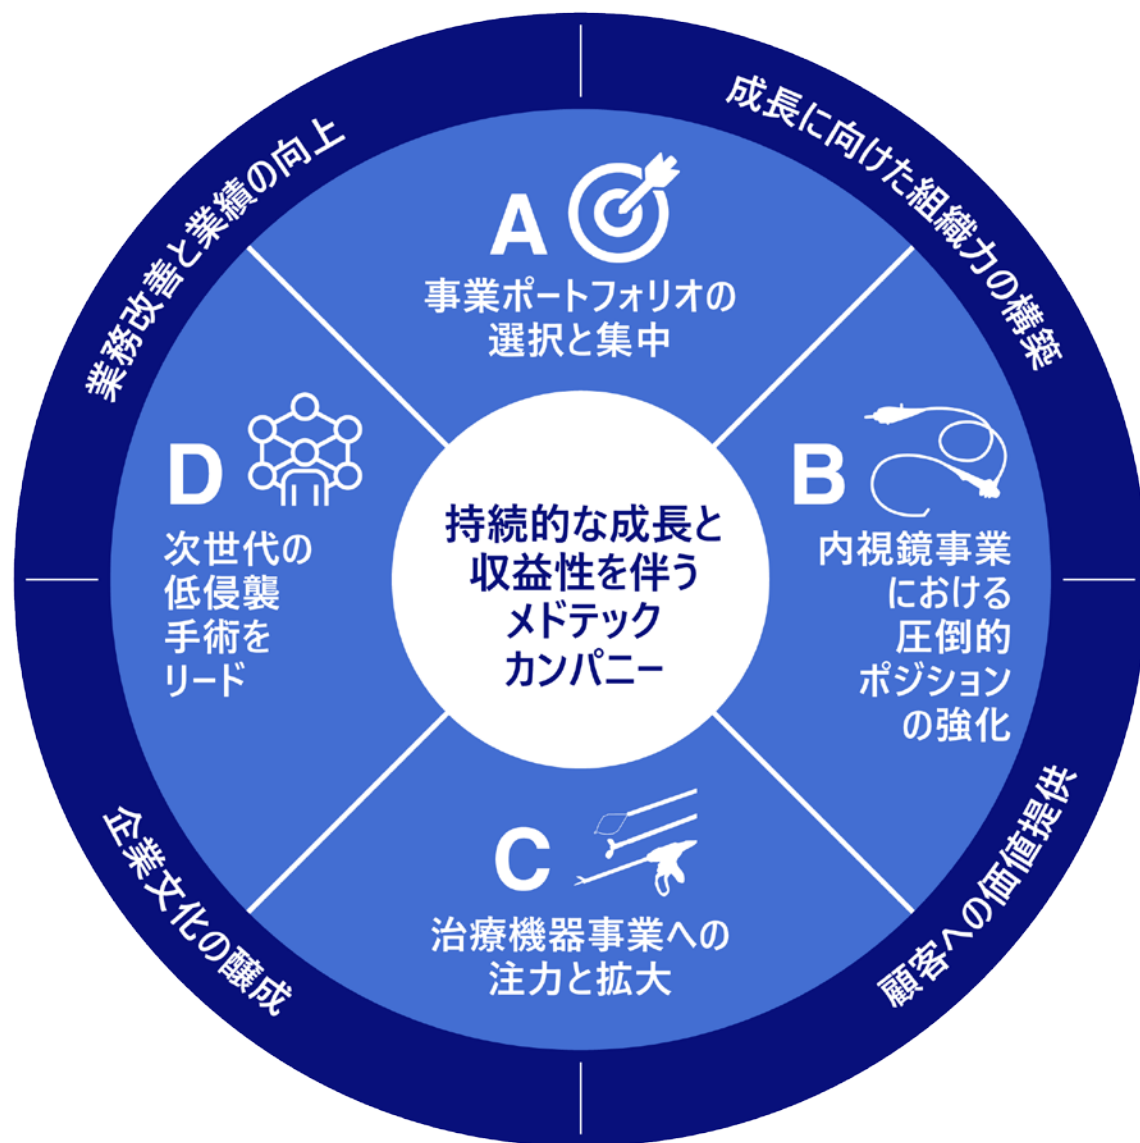 業務改善と業績の向上
成長に向けた組織力の構築
A
事業ポートフォリオの
選択と集中
D
次世代の
低侵襲
手術を
リード
持続的な成長と
収益性を伴う
メドテック
カンパニー
B
内視鏡事業
における
圧倒的
ポジション
の強化
C
治療機器事業への
注力と拡大
企業文化の醸成
顧客への価値提供